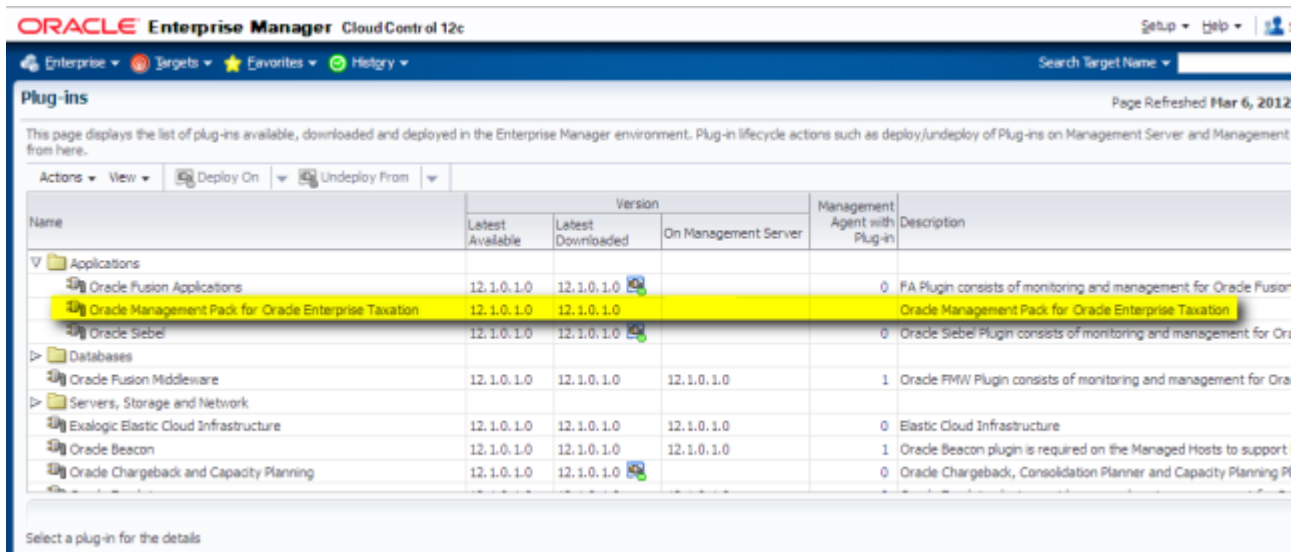 ORACLE Enterprise Manager Cloud Control 12c
Setup Help
Enterprise Targets Favorites History Search Target Name
Plug-ins
Page Refreshed Mar 6, 2012
This page displays the list of plug-ins available, downloaded and deployed in the Enterprise Manager environment. Plug-in lifecycle actions such as deploy/undeploy of Plug-ins on Management Server and Management
from here.
Actions View Deploy On Undeploy From
Name Version Management Agent with Plug-in Description
Latest Available Latest Downloaded On Management Server
Applications
Oracle Fusion Applications 12.1.0.1.0 12.1.0.1.0 0 FA Plugin consists of monitoring and management for Oracle Fusion
Oracle Management Pack for Oracle Enterprise Taxation 12.1.0.1.0 12.1.0.1.0 Oracle Management Pack for Oracle Enterprise Taxation
Oracle Siebel 12.1.0.1.0 12.1.0.1.0 0 Oracle Siebel Plugin consists of monitoring and management for Ora
Databases
Oracle Fusion Middleware 12.1.0.1.0 12.1.0.1.0 12.1.0.1.0 1 Oracle FMW Plugin consists of monitoring and management for Ora
Servers, Storage and Network
Exalogic Elastic Cloud Infrastructure 12.1.0.1.0 12.1.0.1.0 12.1.0.1.0 0 Elastic Cloud Infrastructure
Oracle Beacon 12.1.0.1.0 12.1.0.1.0 12.1.0.1.0 1 Oracle Beacon plugin is required on the Managed Hosts to support
Oracle Chargeback and Capacity Planning 12.1.0.1.0 12.1.0.1.0 0 Oracle Chargeback, Consolidation Planner and Capacity Planning Pl
Select a plug-in for the details